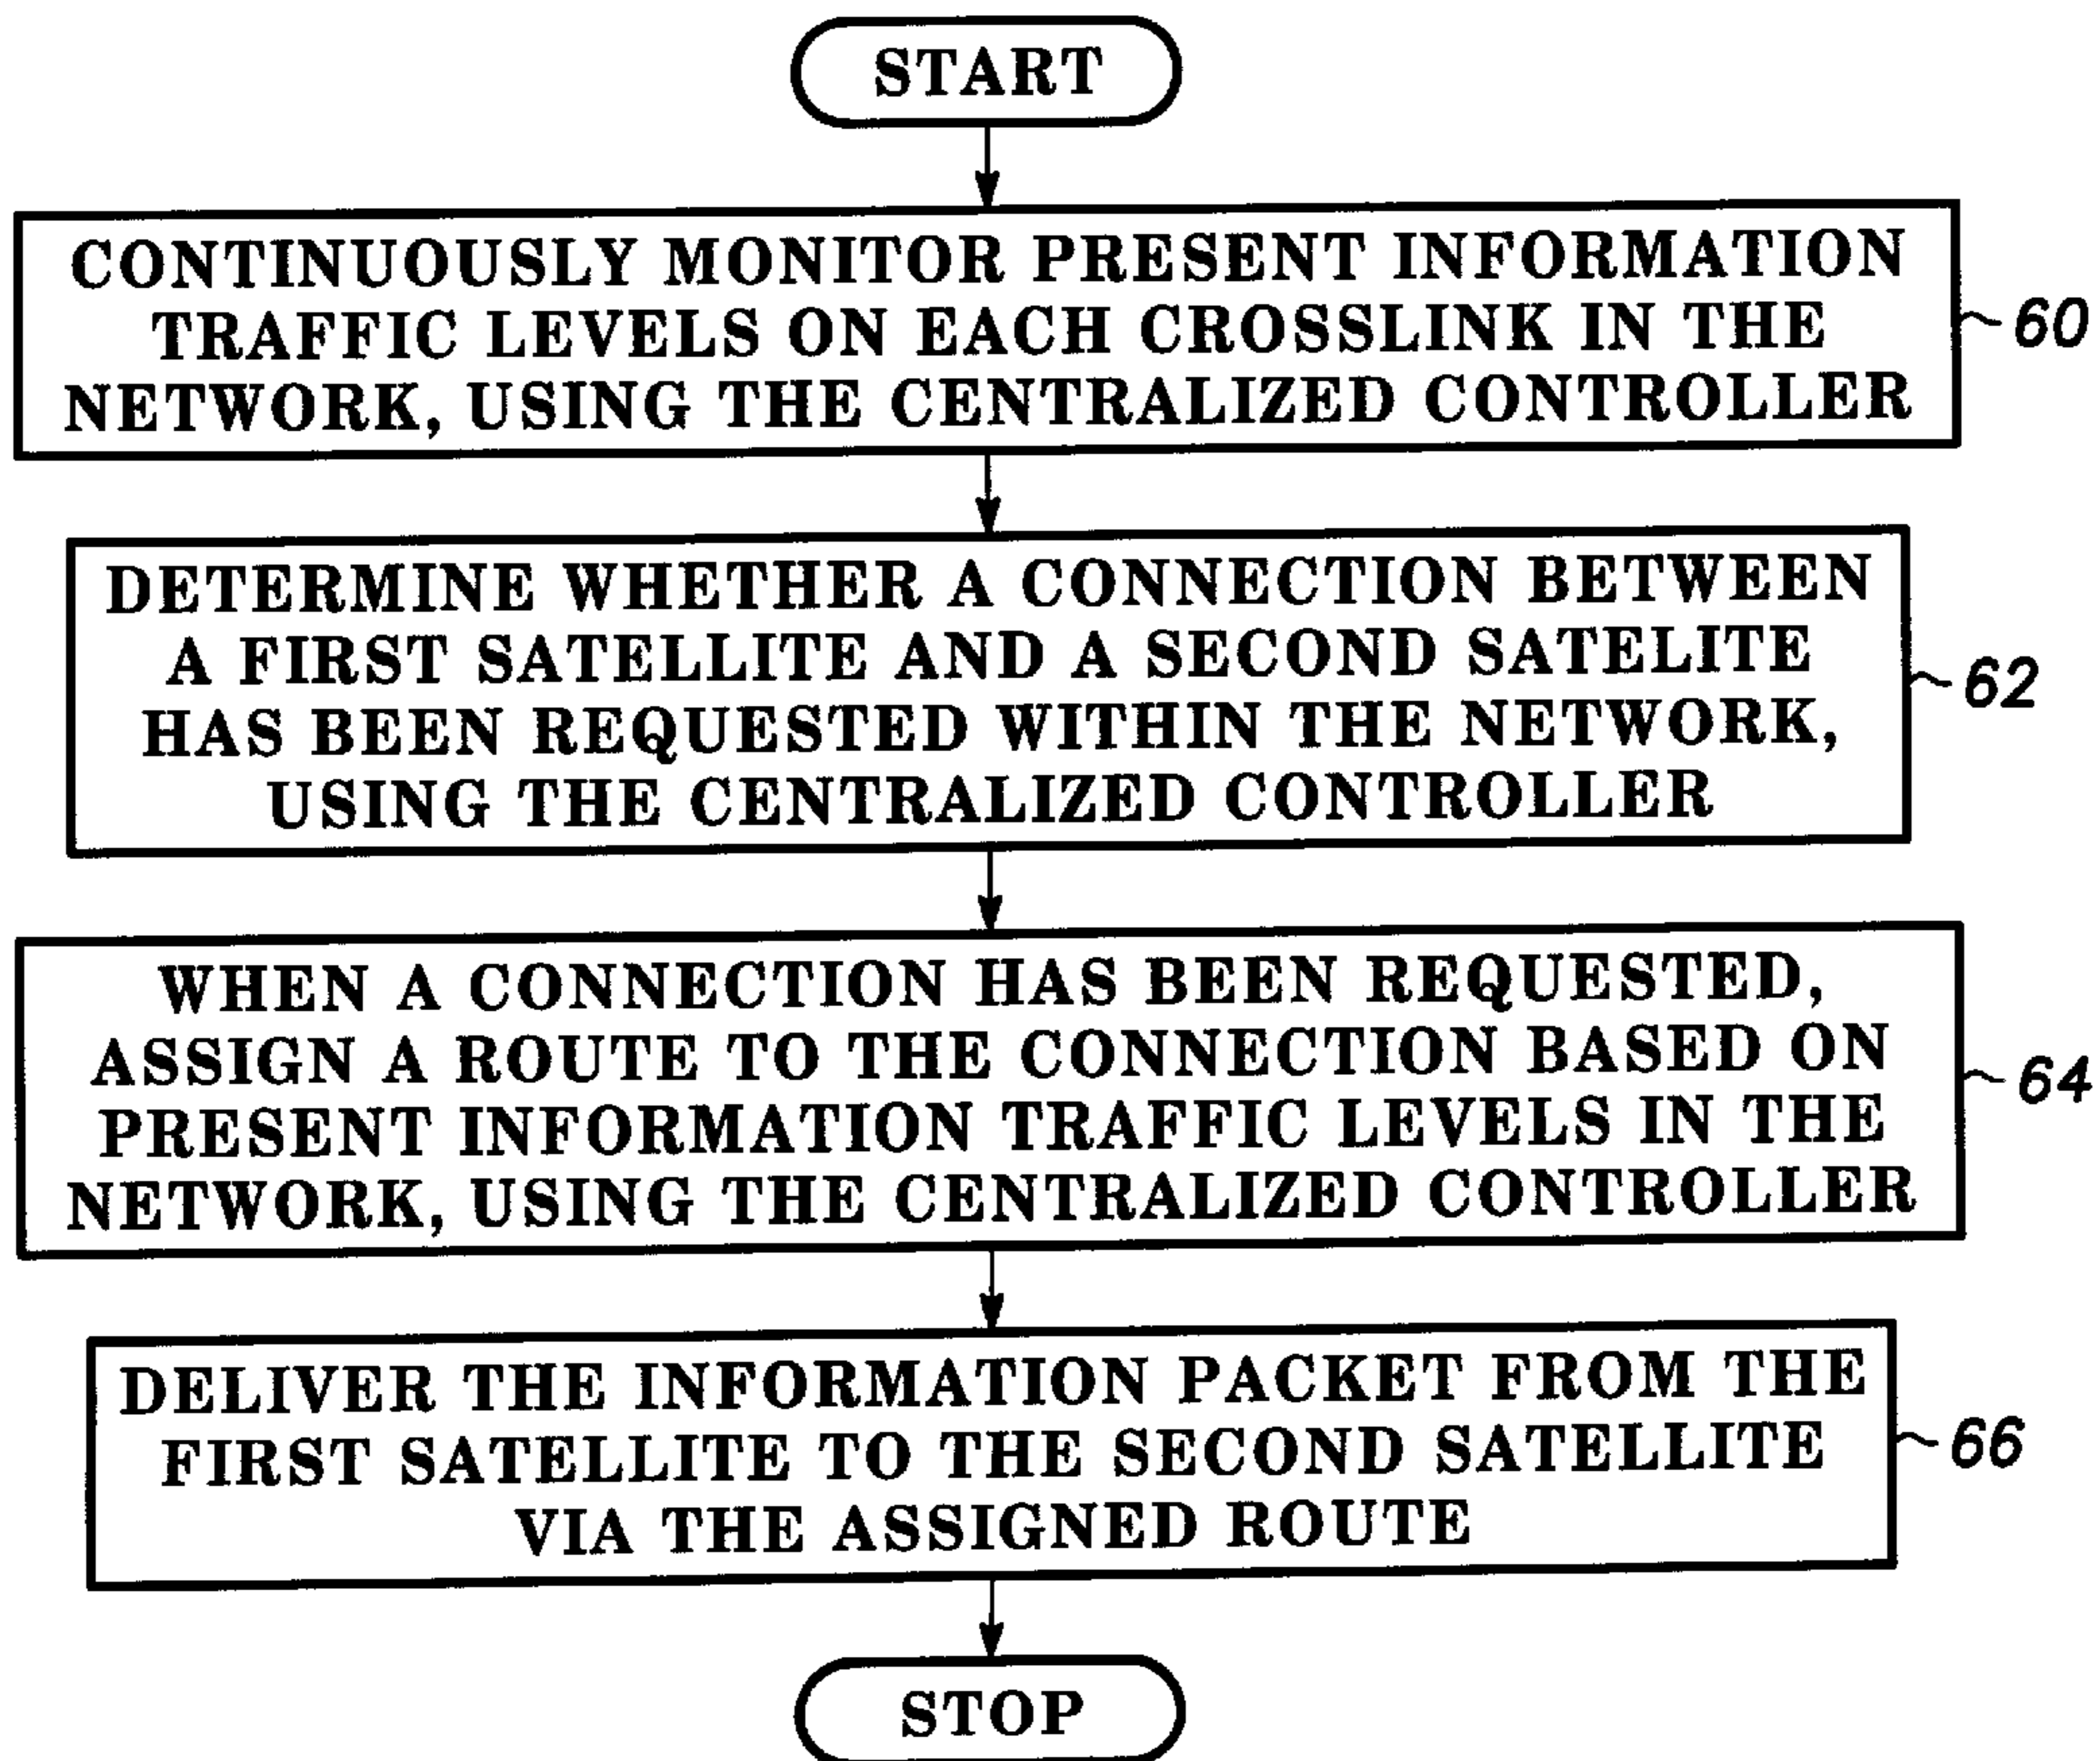 START
CONTINUOUSLY MONITOR PRESENT INFORMATION
TRAFFIC LEVELS ON EACH CROSSLINK IN THE
NETWORK, USING THE CENTRALIZED CONTROLLER
60
DETERMINE WHETHER A CONNECTION BETWEEN
A FIRST SATELLITE AND A SECOND SATELITE
HAS BEEN REQUESTED WITHIN THE NETWORK,
USING THE CENTRALIZED CONTROLLER
62
WHEN A CONNECTION HAS BEEN REQUESTED,
ASSIGN A ROUTE TO THE CONNECTION BASED ON
PRESENT INFORMATION TRAFFIC LEVELS IN THE
NETWORK, USING THE CENTRALIZED CONTROLLER
64
DELIVER THE INFORMATION PACKET FROM THE
FIRST SATELLITE TO THE SECOND SATELLITE
VIA THE ASSIGNED ROUTE
66
STOP